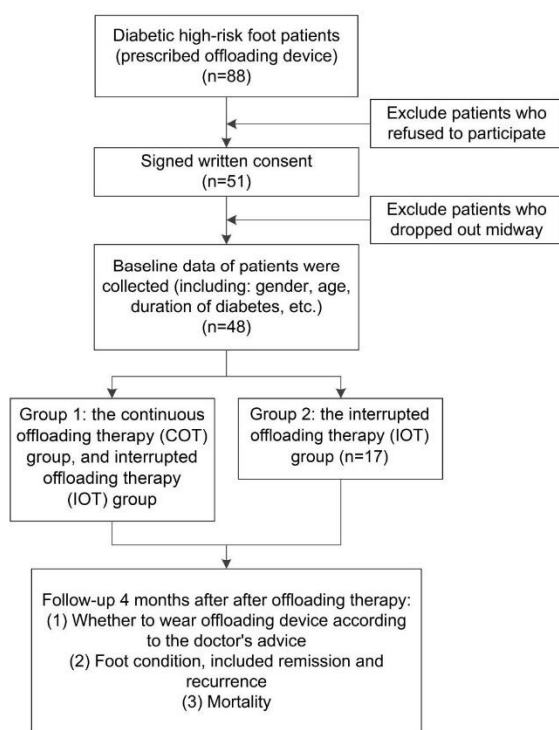 Diabetic high-risk foot patients
(prescribed offloading device)
(n=88)
Exclude patients who
refused to participate
Signed written consent
(n=51)
Exclude patients who
dropped out midway
Baseline data of patients were
collected (including: gender, age,
duration of diabetes, etc.)
(n=48)
Group 1: the continuous
offloading therapy (COT)
group, and interrupted
offloading therapy
(IOT) group
Group 2: the interrupted
offloading therapy (IOT)
group (n=17)
Follow-up 4 months after after offloading therapy:
(1) Whether to wear offloading device according
to the doctor's advice
(2) Foot condition, included remission and
recurrence
(3) Mortality